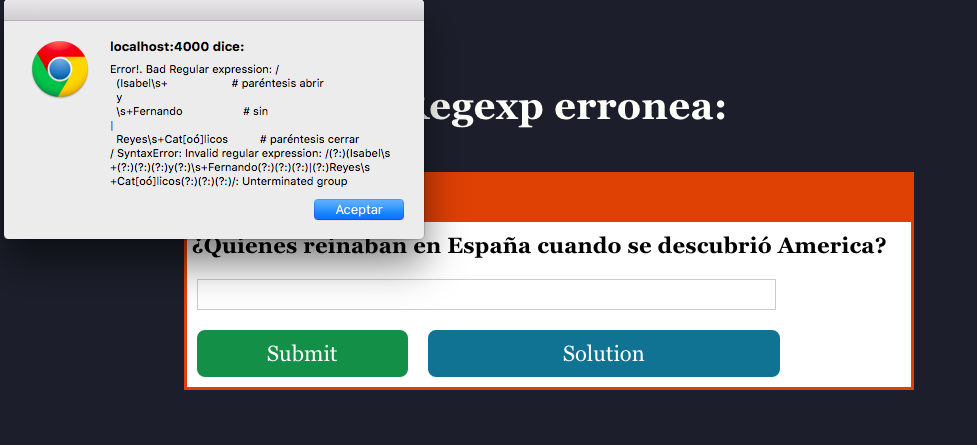 localhost:4000 dice:
Error!. Bad Regular expression: /
(Isabel\s+ # paréntesis abrir
y
\s+Fernando # sin
|
Reyes\s+Cat[oó]licos # paréntesis cerrar
/ SyntaxError: Invalid regular expression: /(?:)(Isabel\s
+(?:)(?:)(?:)y(?:)\s+Fernando(?:)(?:)(?:)|(?:)Reyes\s
+Cat[oó]licos(?:)(?:)(?:)/: Unterminated group
Aceptar
Regexp erronea:
¿Quienes reinaban en España cuando se descubrió America?
Submit
Solution